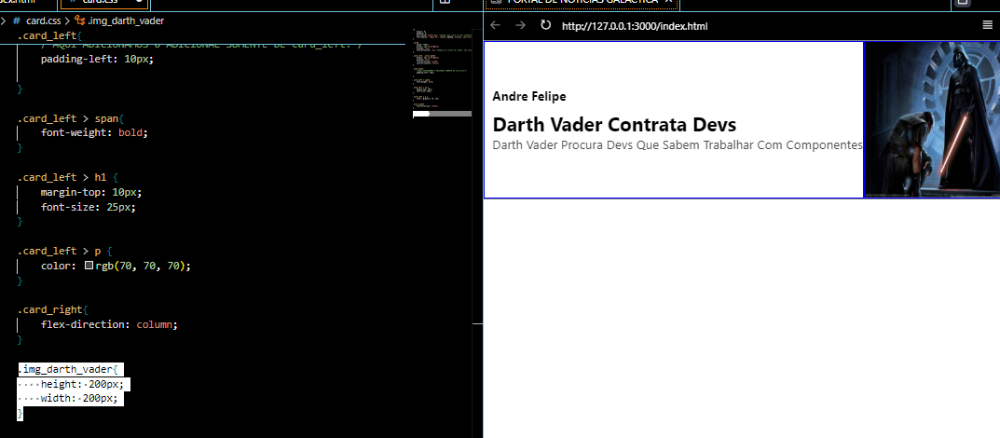 index.html
# card.css
PORTAL DE NOTICIAS GALACTICA
> # card.css > .img_darth_vader
http://127.0.0.1:3000/index.html
.card_left{
/ AQUI ADICIONAMOS O ADICIONAL SOMENTE DE card_left. /
padding-left: 10px;
}
.card_left > span{
font-weight: bold;
}
.card_left > h1 {
margin-top: 10px;
font-size: 25px;
}
.card_left > p {
color: rgb(70, 70, 70);
}
.card_right{
flex-direction: column;
}
.img_darth_vader{
····height:·200px;
····width:·200px;
}
Andre Felipe
Darth Vader Contrata Devs
Darth Vader Procura Devs Que Sabem Trabalhar Com Componentes